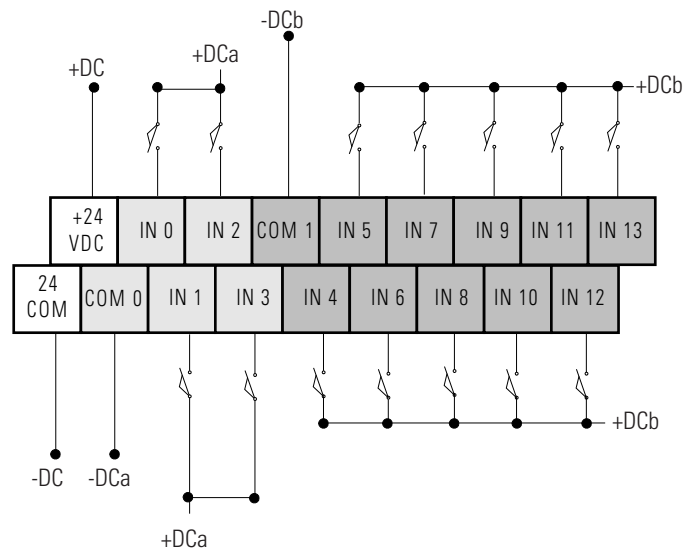 -DCb
+DCa
+DC
+DCb
+24 VDC
IN 0
IN 2
COM 1
IN 5
IN 7
IN 9
IN 11
IN 13
24 COM
COM 0
IN 1
IN 3
IN 4
IN 6
IN 8
IN 10
IN 12
+DCb
-DC
-DCa
+DCa